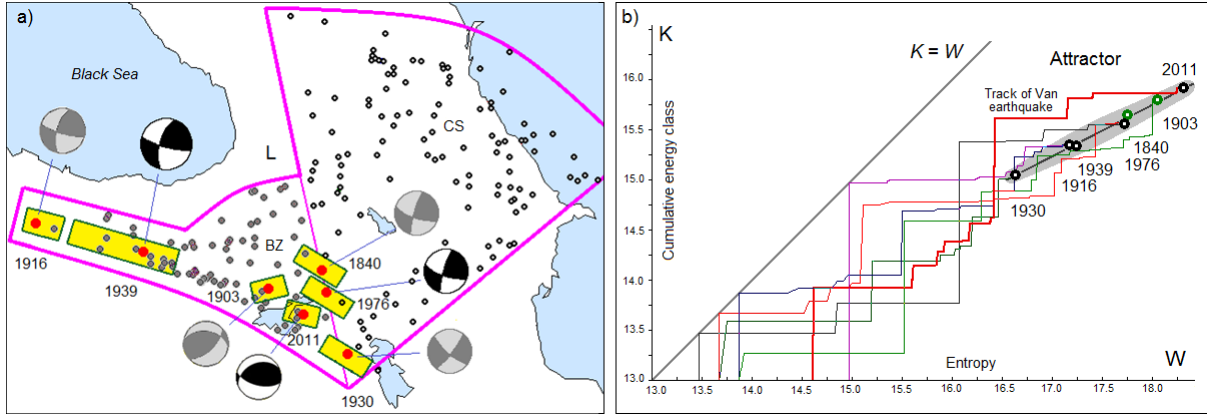 a)
Black Sea
L
CS
BZ
1916
1939
1903
1840
1976
2011
1930
b)
K
K = W
Attractor
2011
Track of Van
earthquake
1903
1840
1976
1939
1916
1930
Cumulative energy class
16.0
15.5
15.0
14.5
14.0
13.5
13.0
Entropy
W
13.0
13.5
14.0
14.5
15.0
15.5
16.0
16.5
17.0
17.5
18.0